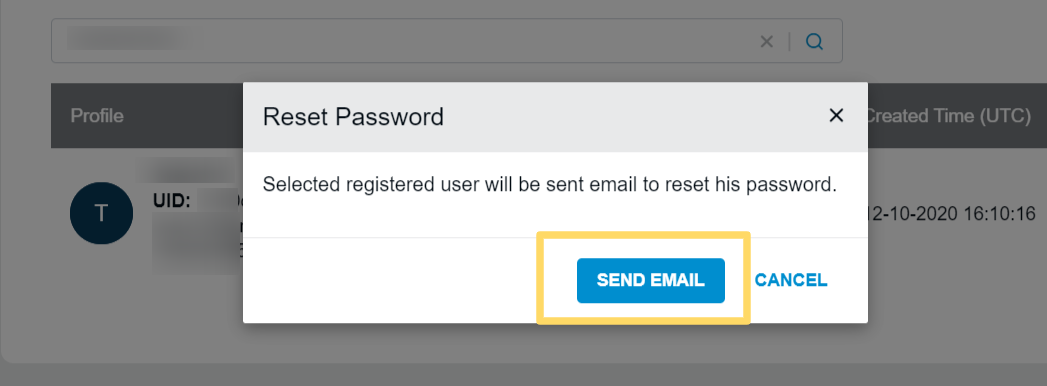 Profile
Reset Password
Created Time (UTC)
Selected registered user will be sent email to reset his password.
T
UID:
12-10-2020 16:10:16
SEND EMAIL
CANCEL